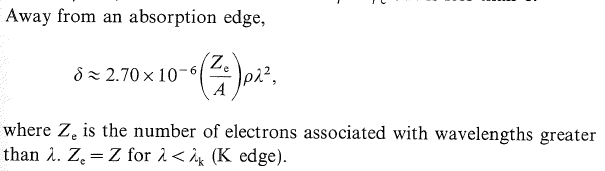 Away from an absorption edge,
δ ≈ 2.70 × 10⁻⁶ (Zₑ/A) ρλ²,
where Zₑ is the number of electrons associated with wavelengths greater
than λ. Zₑ = Z for λ < λₖ (K edge).